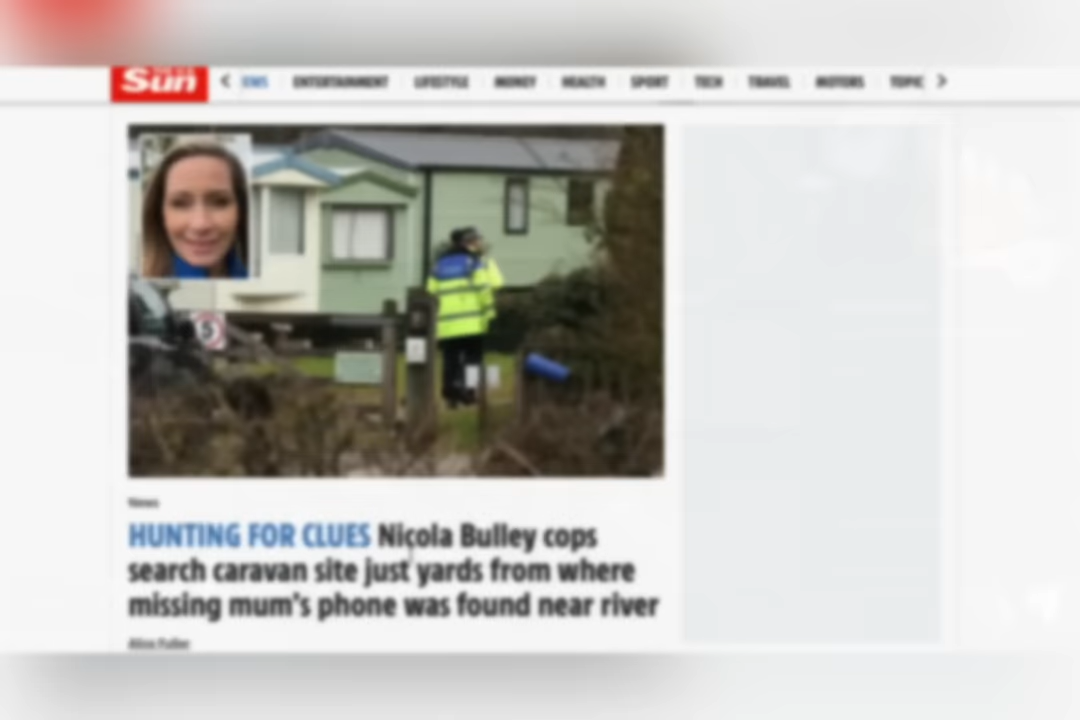 Sun
ENTERTAINMENT LIFESTYLE MONEY HEALTH SPORT TECH TRAVEL MOTORS TOPIC
5
News
HUNTING FOR CLUES Nicola Bulley cops
search caravan site just yards from where
missing mum's phone was found near river